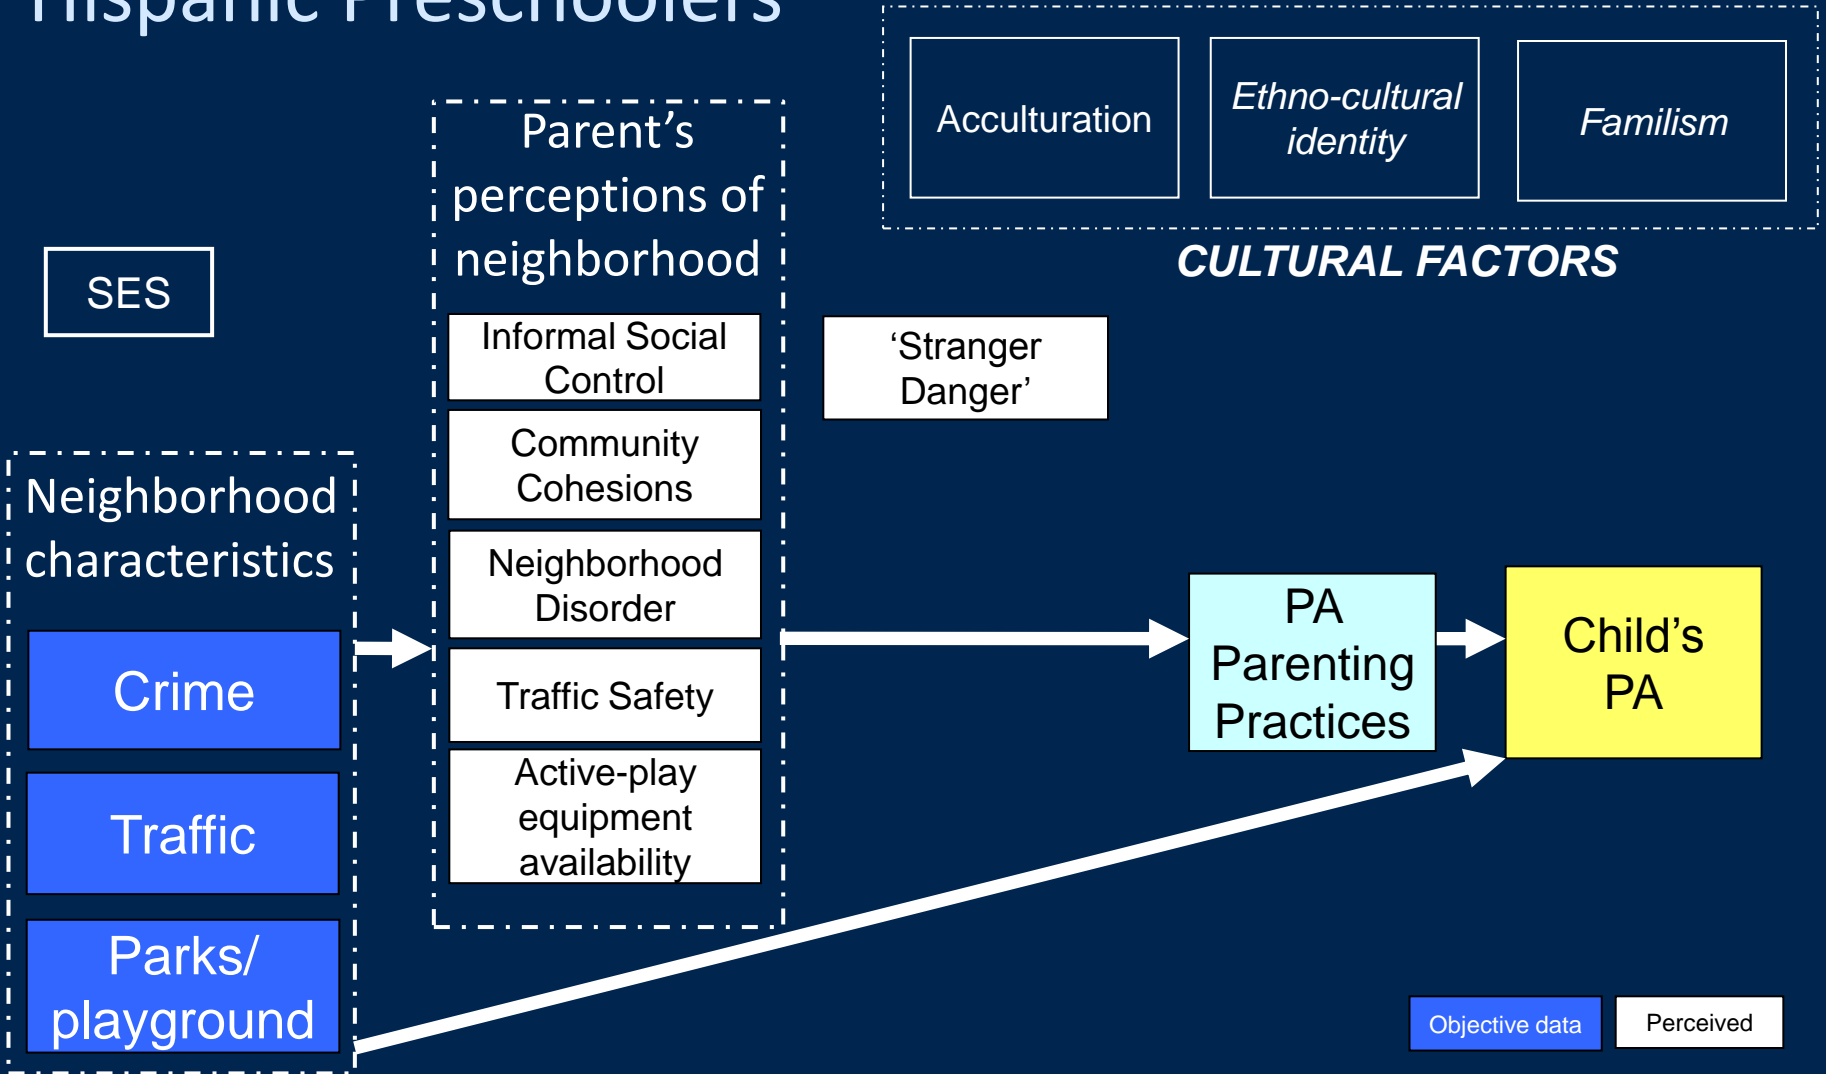 Hispanic Preschoolers
Acculturation
Ethno-cultural
identity
Familism
CULTURAL FACTORS
SES
Parent’s
perceptions of
neighborhood
Informal Social
Control
Community
Cohesions
Neighborhood
Disorder
Traffic Safety
Active-play
equipment
availability
‘Stranger
Danger’
Neighborhood
characteristics
Crime
Traffic
Parks/
playground
PA
Parenting
Practices
Child’s
PA
Objective data
Perceived